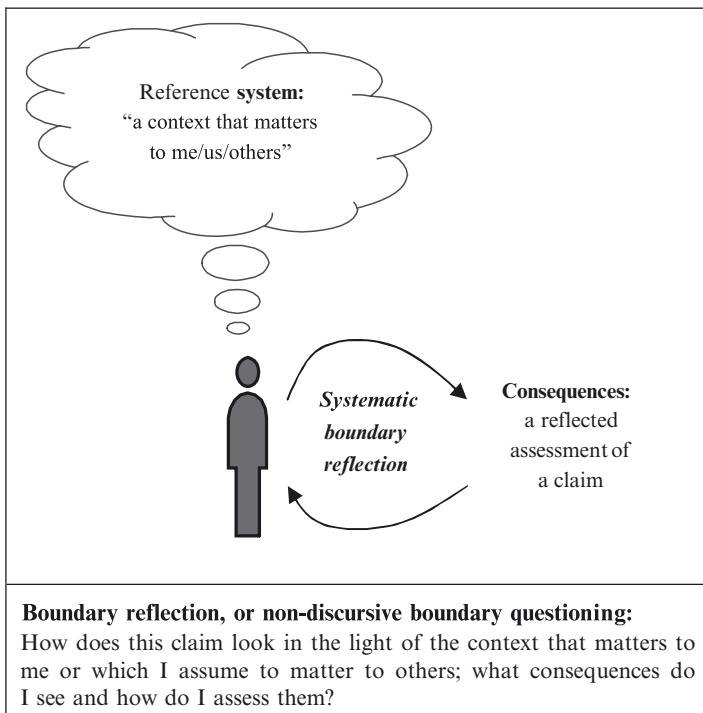 Reference system:
“a context that matters
to me/us/others”
Systematic
boundary
reflection
Consequences:
a reflected
assessment of
a claim
Boundary reflection, or non-discursive boundary questioning:
How does this claim look in the light of the context that matters to
me or which I assume to matter to others; what consequences do
I see and how do I assess them?